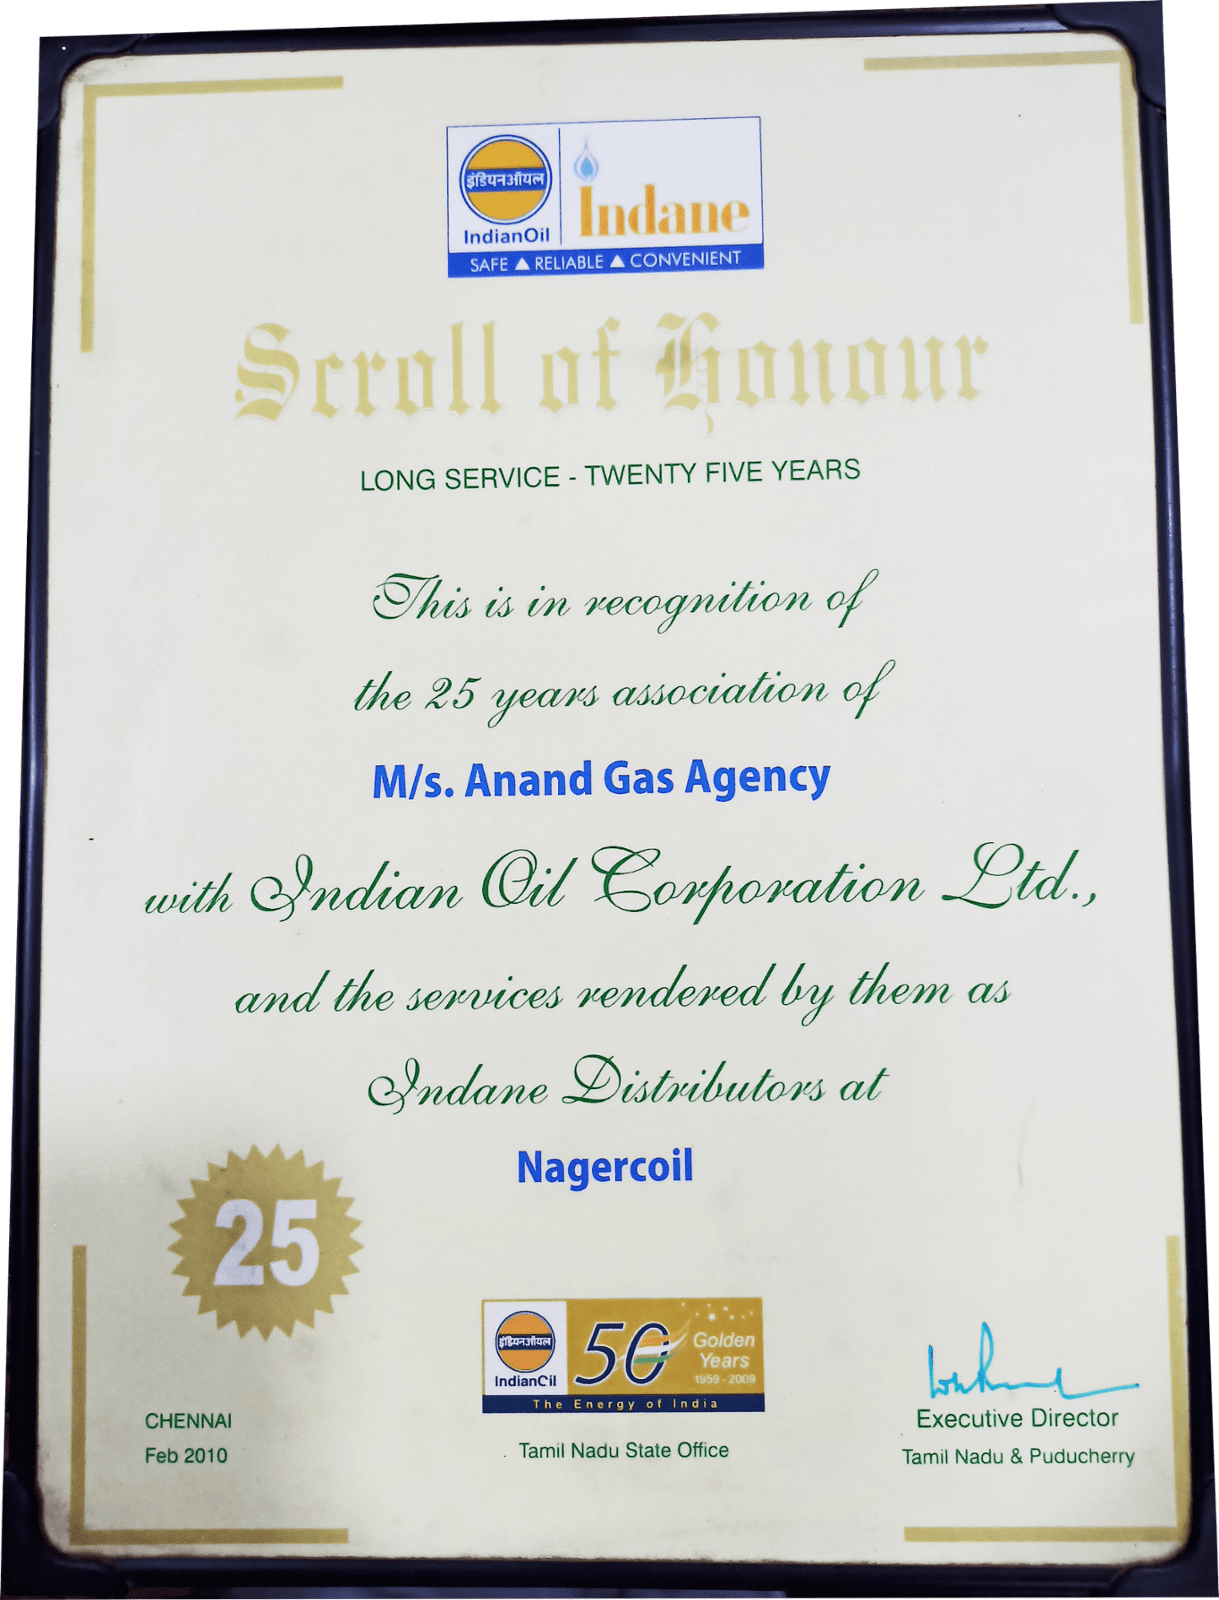 इंडियनऑयल
IndianOil
Indane
SAFE ▲ RELIABLE ▲ CONVENIENT
Scroll of Honour
LONG SERVICE - TWENTY FIVE YEARS
This is in recognition of
the 25 years association of
M/s. Anand Gas Agency
with Indian Oil Corporation Ltd.,
and the services rendered by them as
Indane Distributors at
Nagercoil
25
इंडियनऑयल
IndianOil
50
Golden
Years
1959 - 2009
The Energy of India
Tamil Nadu State Office
CHENNAI
Feb 2010
Executive Director
Tamil Nadu & Puducherry